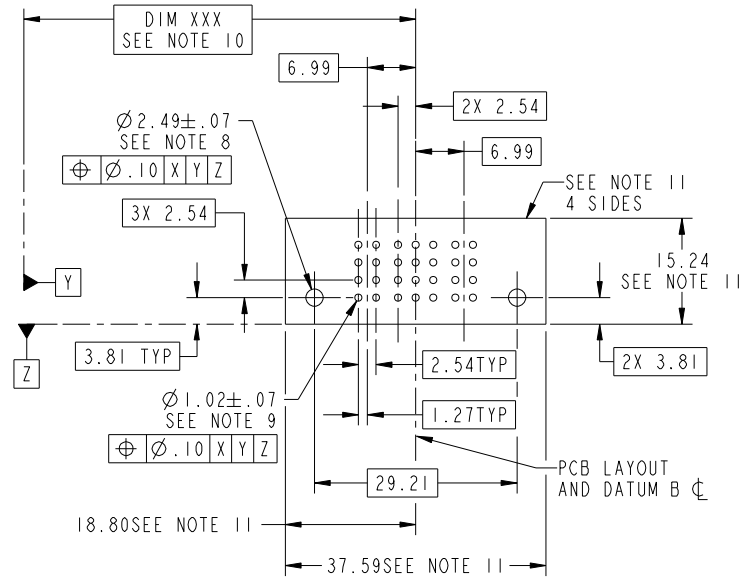 DIM XXX
SEE NOTE 10
6.99
2X 2.54
Ø2.49±.07
SEE NOTE 8
⌖ Ø.10 X Y Z
6.99
3X 2.54
SEE NOTE 11
4 SIDES
15.24
SEE NOTE 11
Y
Z
3.81 TYP
2.54TYP
2X 3.81
Ø1.02±.07
SEE NOTE 9
⌖ Ø.10 X Y Z
1.27TYP
29.21
PCB LAYOUT
AND DATUM B ℄
18.80SEE NOTE 11
37.59SEE NOTE 11